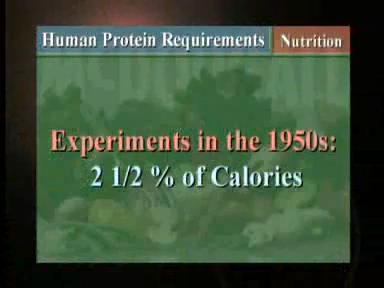 Human Protein Requirements
Nutrition
Experiments in the 1950s:
2 1/2 % of Calories